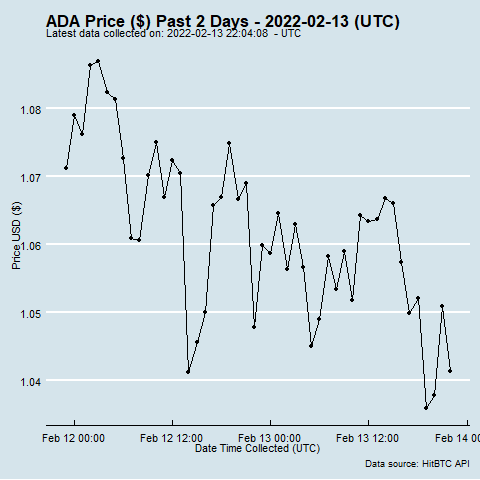 ADA Price ($) Past 2 Days - 2022-02-13 (UTC)
Latest data collected on: 2022-02-13 22:04:08 - UTC
1.08
1.07
1.06
1.05
1.04
Price USD ($)
Feb 12 00:00 Feb 12 12:00 Feb 13 00:00 Feb 13 12:00 Feb 14 00
Date Time Collected (UTC)
Data source: HitBTC API